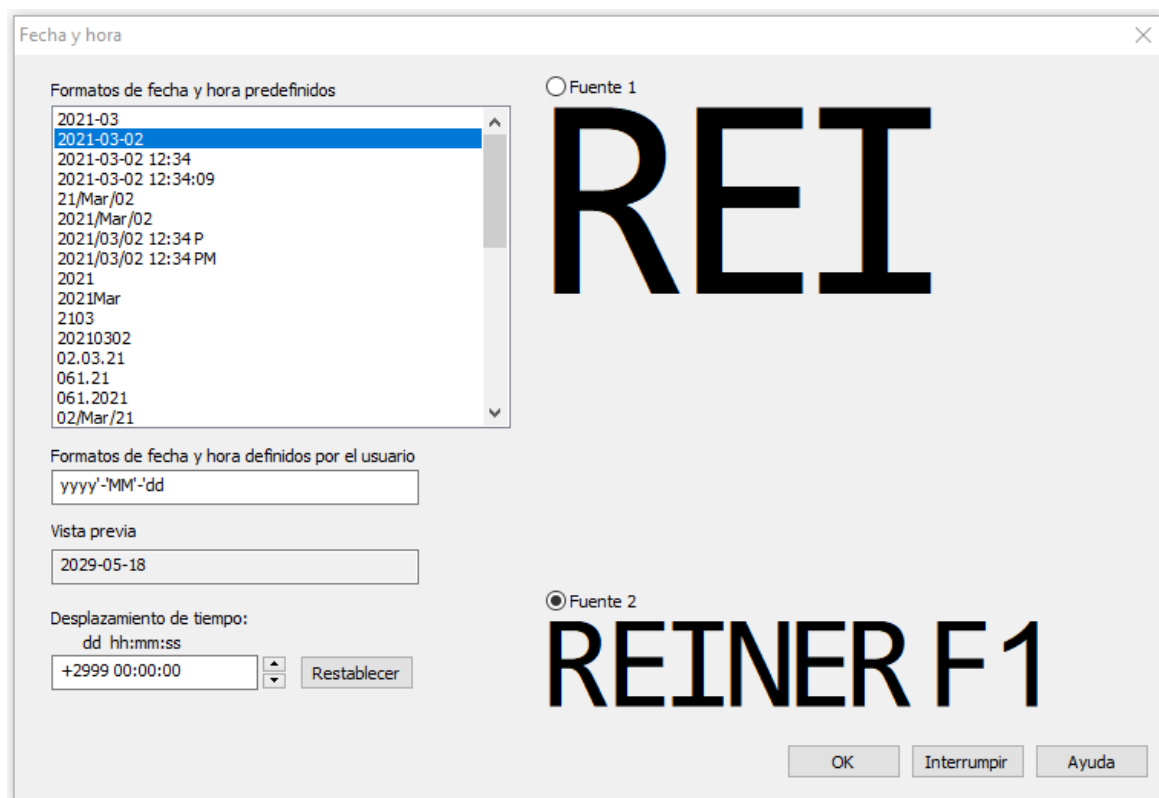 Fecha y hora
Formatos de fecha y hora predefinidos
2021-03
2021-03-02
2021-03-02 12:34
2021-03-02 12:34:09
21/Mar/02
2021/Mar/02
2021/03/02 12:34 P
2021/03/02 12:34 PM
2021
2021Mar
2103
20210302
02.03.21
061.21
061.2021
02/Mar/21
Formatos de fecha y hora definidos por el usuario
yyyy'-'MM'-'dd
Vista previa
2029-05-18
Desplazamiento de tiempo:
dd hh:mm:ss
+2999 00:00:00
Restablecer
Fuente 1
REI
Fuente 2
REINER F1
OK
Interrumpir
Ayuda